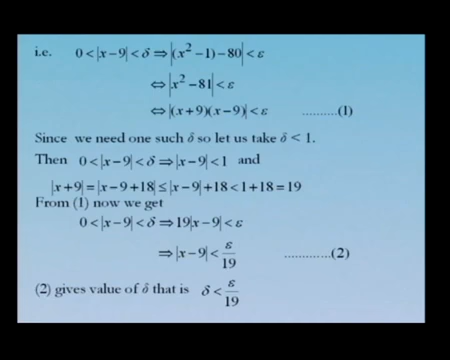 i.e. 0 < |x − 9| < δ ⇒ |(x² − 1) − 80| < ε
⇔ |x² − 81| < ε
⇔ |(x + 9)(x − 9)| < ε ..........(1)
Since we need one such δ so let us take δ < 1.
Then 0 < |x − 9| < δ ⇒ |x − 9| < 1 and
|x + 9| = |x − 9 + 18| ≤ |x − 9| + 18 < 1 + 18 = 19
From (1) now we get
0 < |x − 9| < δ ⇒ 19|x − 9| < ε
⇒ |x − 9| < ε/19 .............(2)
(2) gives value of δ that is δ < ε/19